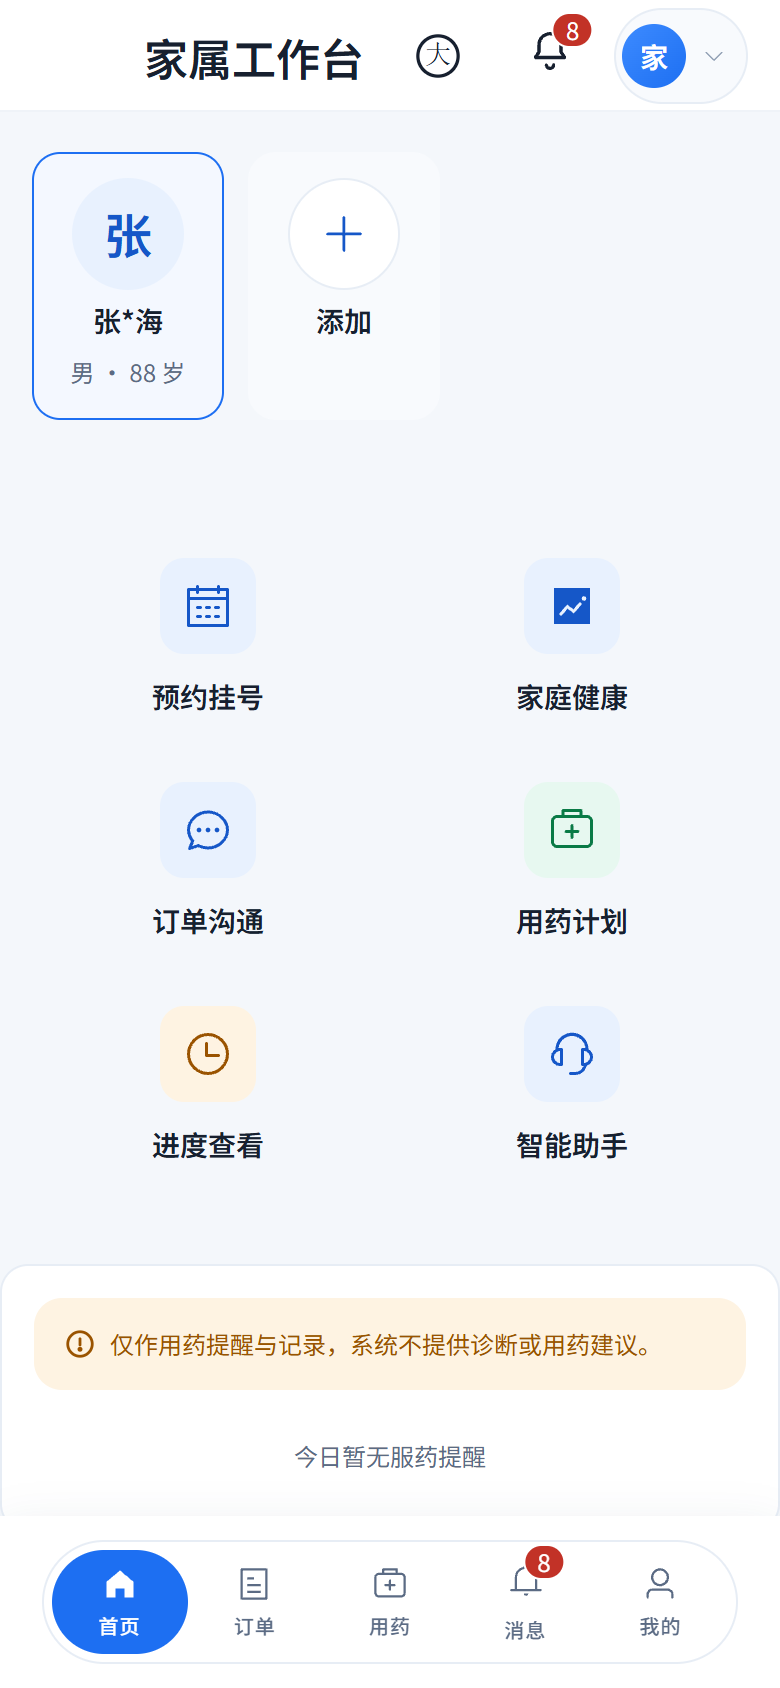 家属工作台
大
8
家
张
张*海
男 · 88 岁
添加
预约挂号
家庭健康
订单沟通
用药计划
进度查看
智能助手
仅作用药提醒与记录，系统不提供诊断或用药建议。
今日暂无服药提醒
8
首页
订单
用药
消息
我的